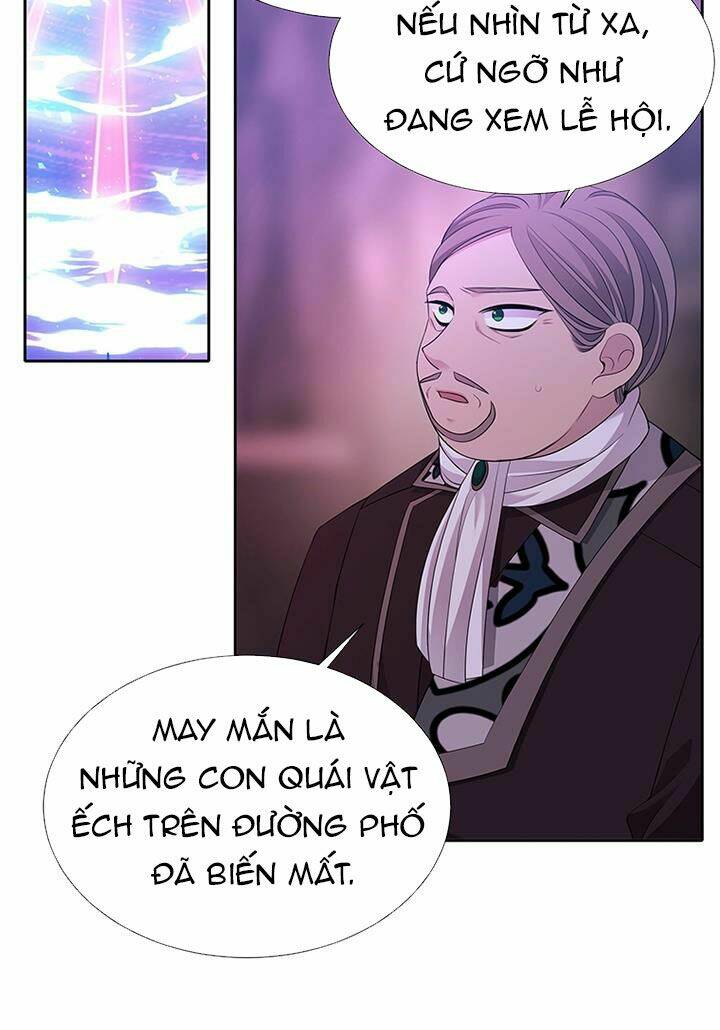 NẾU NHÌN TỪ XA,
CỨ NGỠ NHƯ
ĐANG XEM LỄ HỘI.
MAY MẮN LÀ
NHỮNG CON QUÁI VẬT
ẾCH TRÊN ĐƯỜNG PHỐ
ĐÃ BIẾN MẤT.